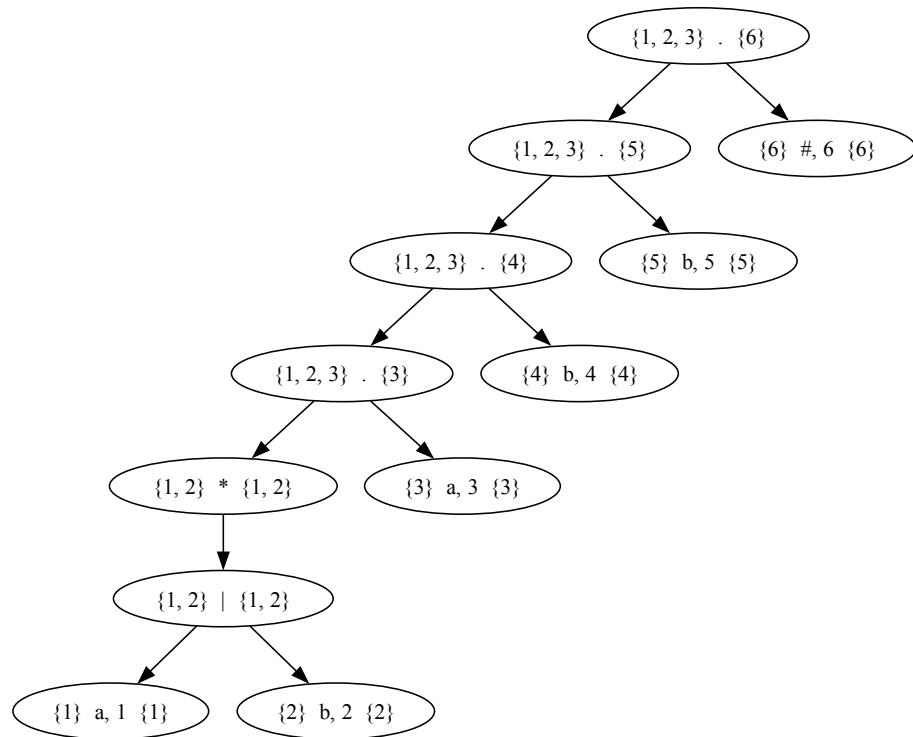 {1, 2, 3} . {6}
{1, 2, 3} . {5}
{6} #, 6 {6}
{1, 2, 3} . {4}
{5} b, 5 {5}
{1, 2, 3} . {3}
{4} b, 4 {4}
{1, 2} * {1, 2}
{3} a, 3 {3}
{1, 2} | {1, 2}
{1} a, 1 {1}
{2} b, 2 {2}